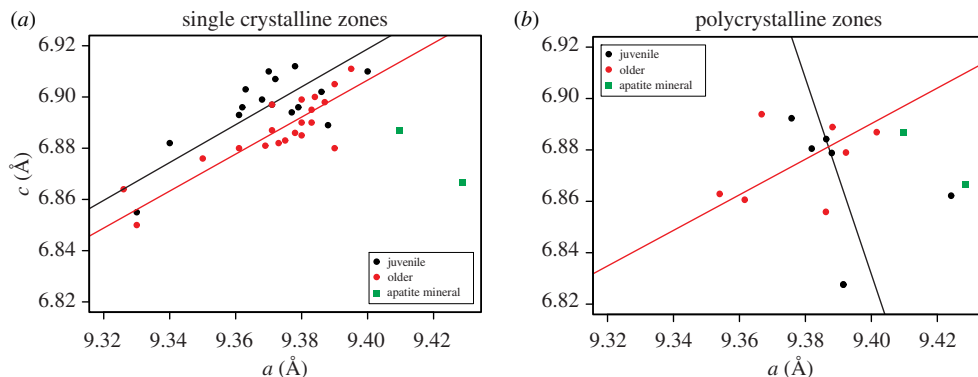 (a) single crystalline zones
6.92
6.90
6.88
6.86
6.84
6.82
c (Å)
juvenile
older
apatite mineral
9.32 9.34 9.36 9.38 9.40 9.42
a (Å)
(b) polycrystalline zones
6.92
6.90
6.88
6.86
6.84
6.82
juvenile
older
apatite mineral
9.32 9.34 9.36 9.38 9.40 9.42
a (Å)